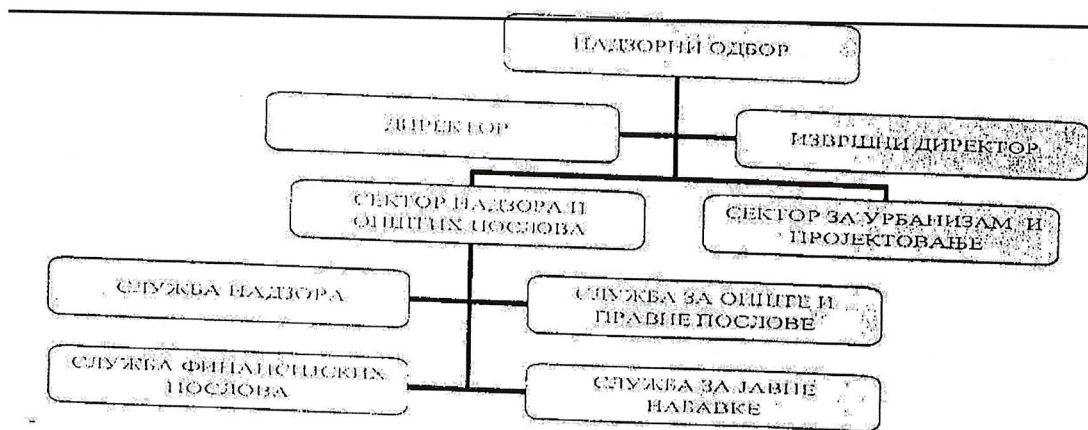 НАДЗОРНИ ОДБОР
ДИРЕКТОР
ИЗВРШНИ ДИРЕКТОР
СЕКТОР НАДЗОРА И
ОПШТИХ ПОСЛОВА
СЕКТОР ЗА УРБАНИЗАМ И
ПРОЈЕКТОВАЊЕ
СЛУЖБА НАДЗОРА
СЛУЖБА ЗА ОПШТЕ И
ПРАВНЕ ПОСЛОВЕ
СЛУЖБА ФИНАНСИЈСКИХ
ПОСЛОВА
СЛУЖБА ЗА ЈАВНЕ
НАБАВКЕ